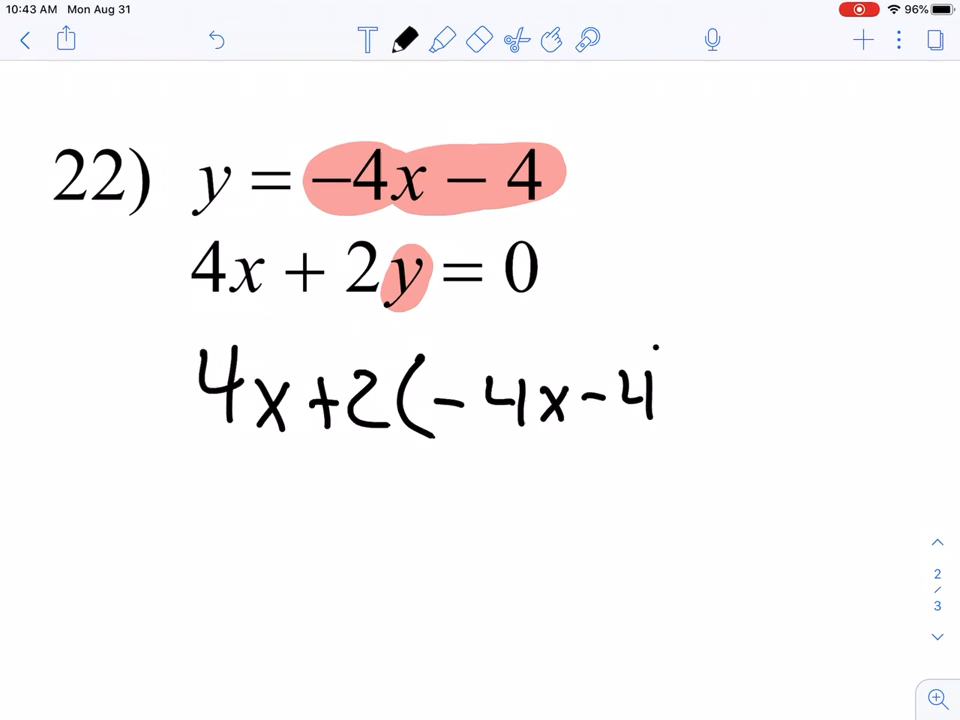 10:43 AM Mon Aug 31 96%
T
22) y = −4x − 4
4x + 2y = 0
4x+2(-4x-4
2
/
3